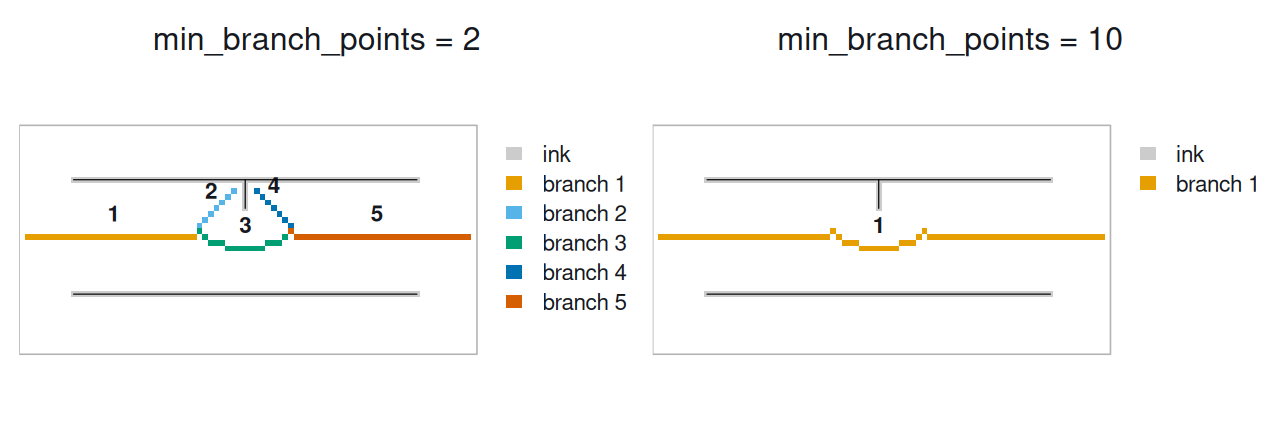 min_branch_points = 2
2
4
1
3
5
ink
branch 1
branch 2
branch 3
branch 4
branch 5
min_branch_points = 10
1
ink
branch 1